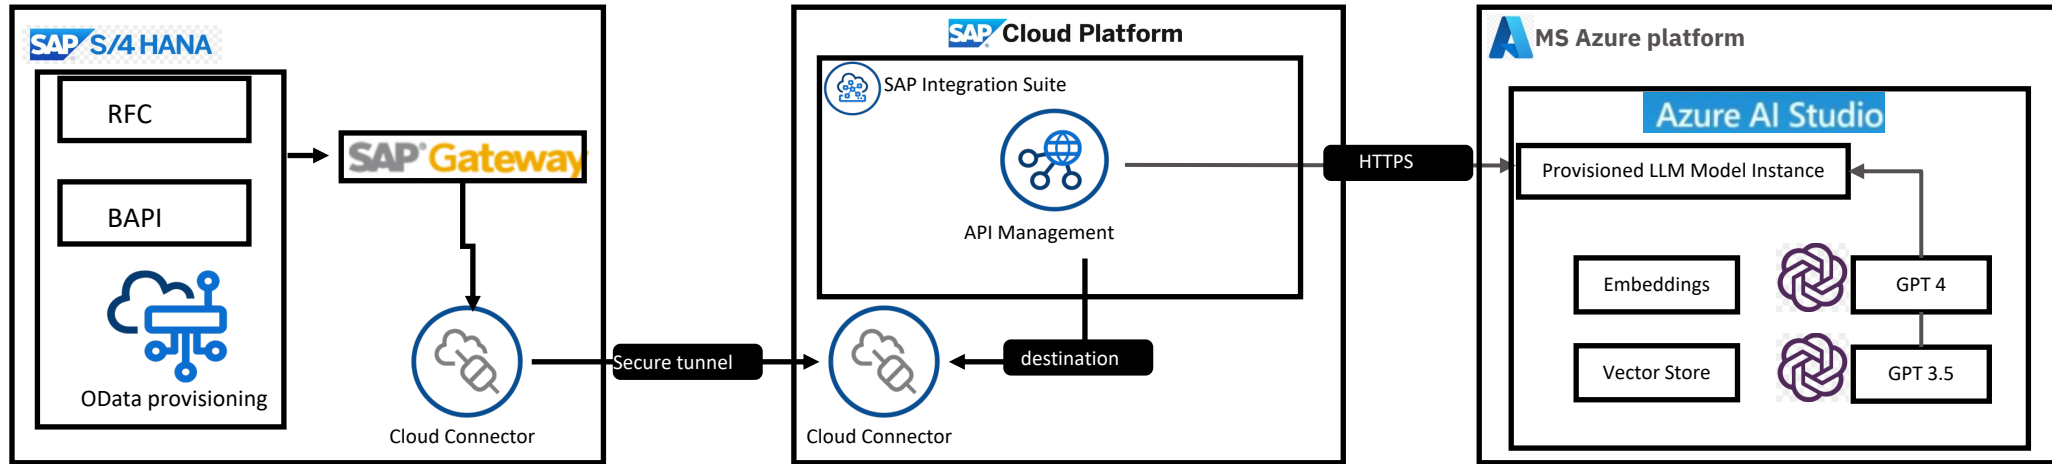 SAP S/4 HANA
RFC
BAPI
OData provisioning
SAP® Gateway
Cloud Connector
Secure tunnel
SAP Cloud Platform
SAP Integration Suite
API Management
destination
Cloud Connector
HTTPS
MS Azure platform
Azure AI Studio
Provisioned LLM Model Instance
Embeddings
GPT 4
Vector Store
GPT 3.5